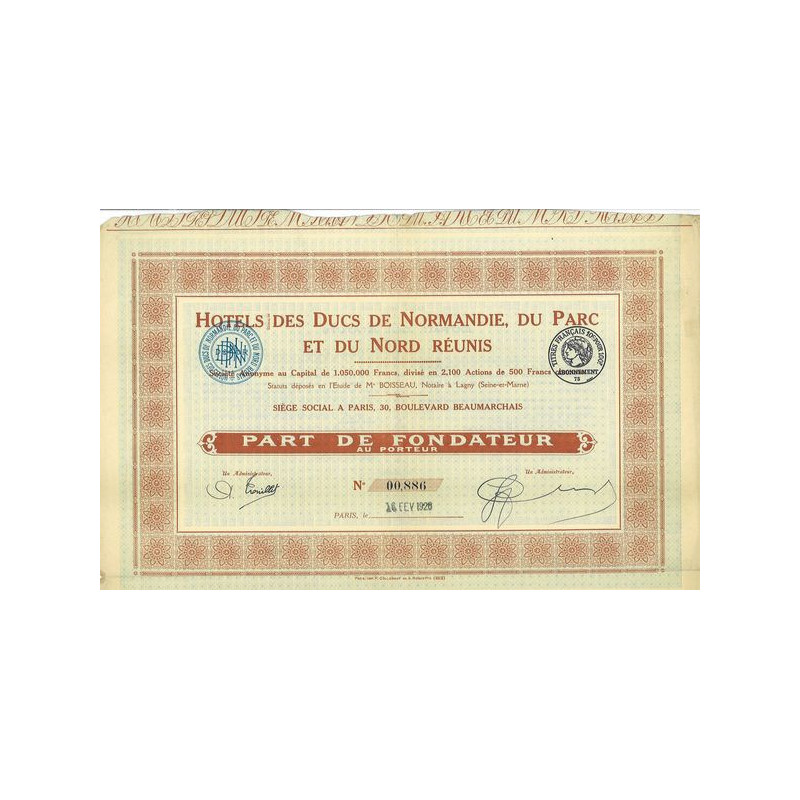 HOTELS DES DUCS DE NORMANDIE, DU PARC
ET DU NORD RÉUNIS
Société Anonyme au Capital de 1.050.000 Francs, divisé en 2,100 Actions de 500 Francs
Statuts déposés en l'Etude de Me BOISSEAU, Notaire à Lagny (Seine-et-Marne)
SIÈGE SOCIAL A PARIS, 30, BOULEVARD BEAUMARCHAIS
TITRES FRANÇAIS
ABONNEMENT
75
PART DE FONDATEUR
AU PORTEUR
Un Administrateur,
Un Administrateur,
No 00,886
PARIS, le 16 FEV 1928